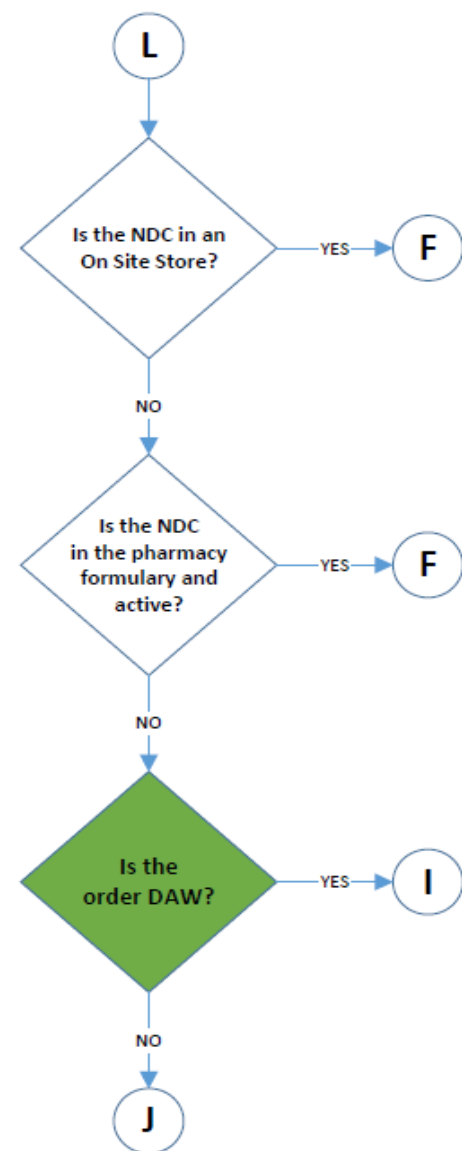 L
Is the NDC in an
On Site Store?
YES
F
NO
Is the NDC
in the pharmacy
formulary and
active?
YES
F
NO
Is the
order DAW?
YES
I
NO
J